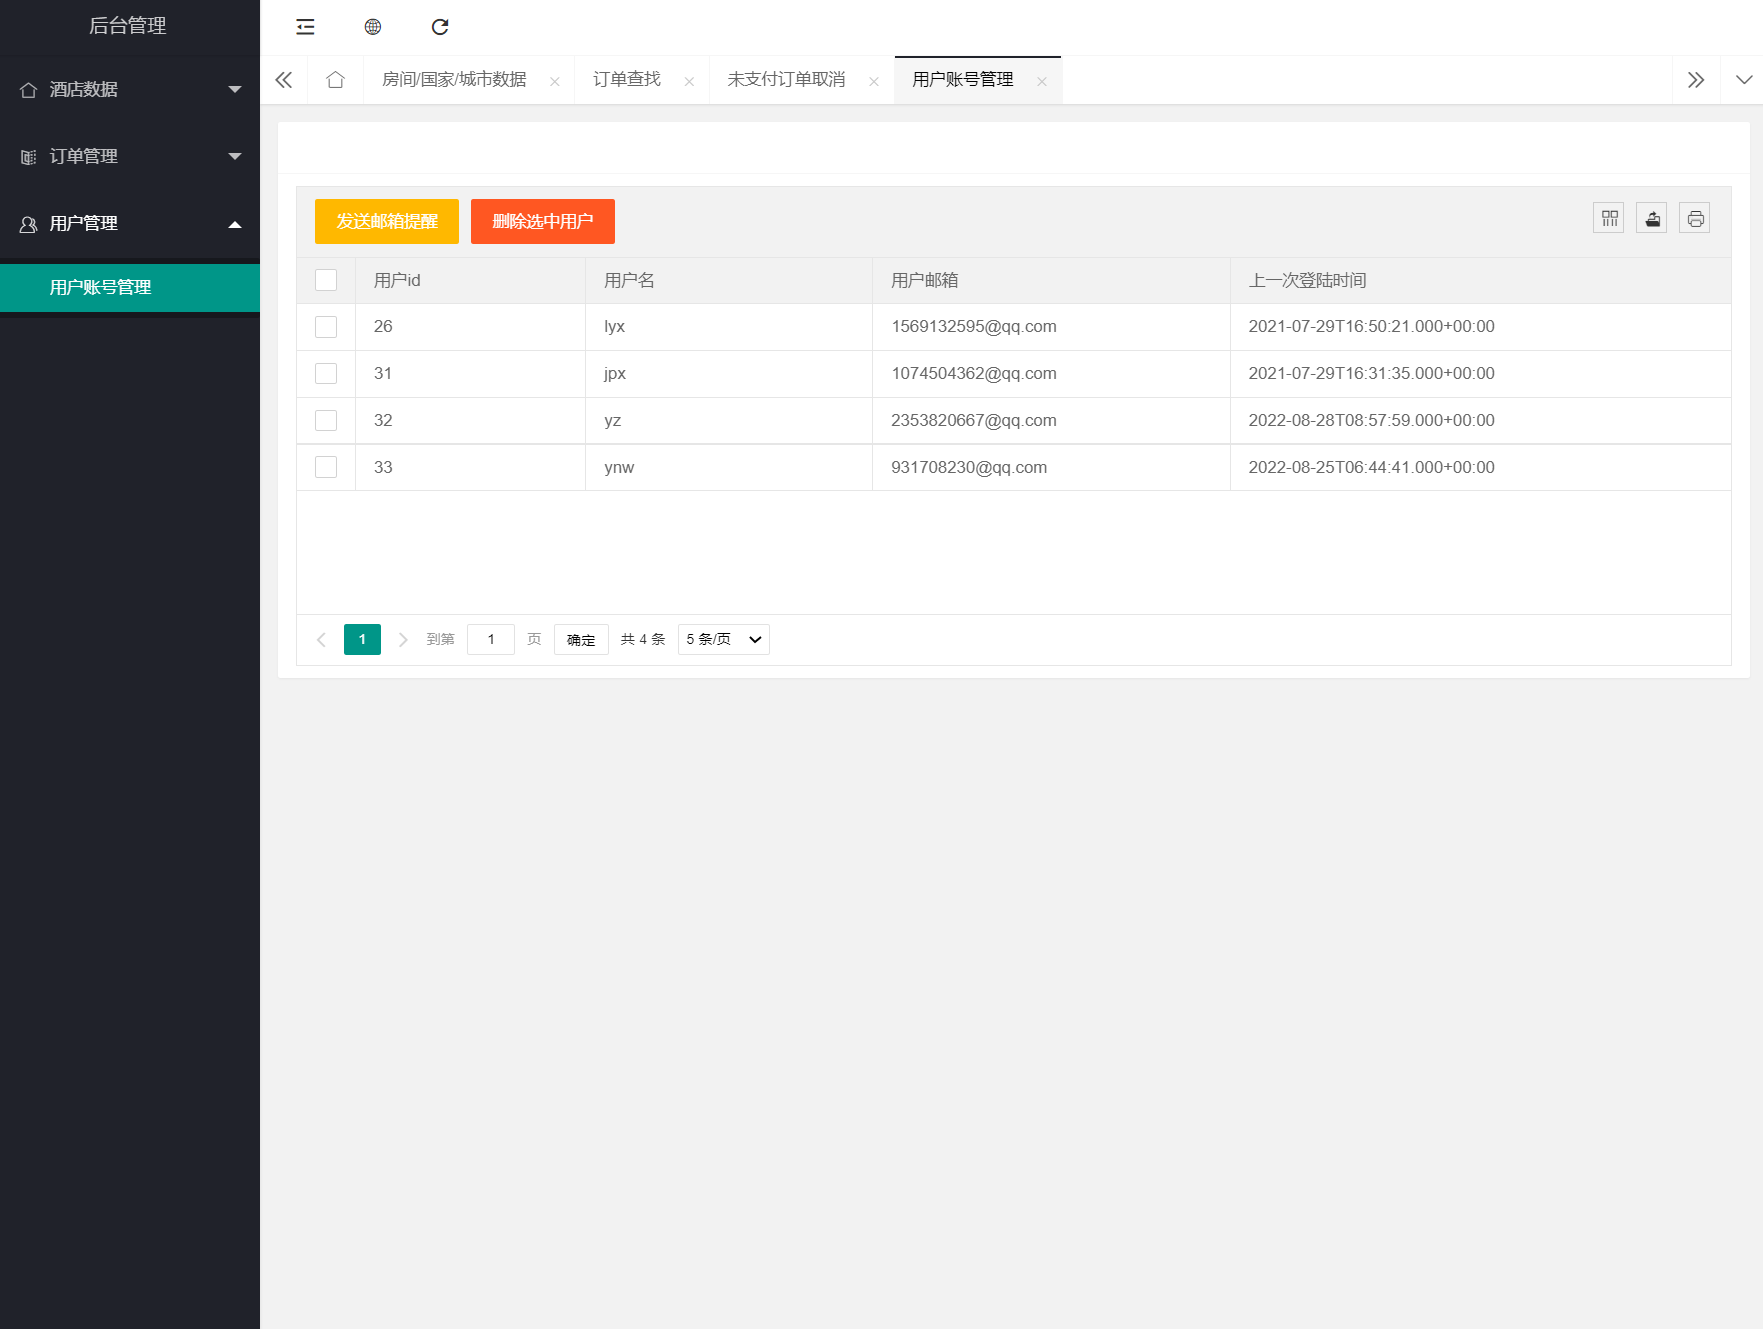 后台管理
酒店数据
订单管理
用户管理
用户账号管理
房间/国家/城市数据
订单查找
未支付订单取消
用户账号管理
发送邮箱提醒 删除选中用户
用户id 用户名 用户邮箱 上一次登陆时间
26 lyx 1569132595@qq.com 2021-07-29T16:50:21.000+00:00
31 jpx 1074504362@qq.com 2021-07-29T16:31:35.000+00:00
32 yz 2353820667@qq.com 2022-08-28T08:57:59.000+00:00
33 ynw 931708230@qq.com 2022-08-25T06:44:41.000+00:00
1 到第 1 页 确定 共 4 条 5 条/页